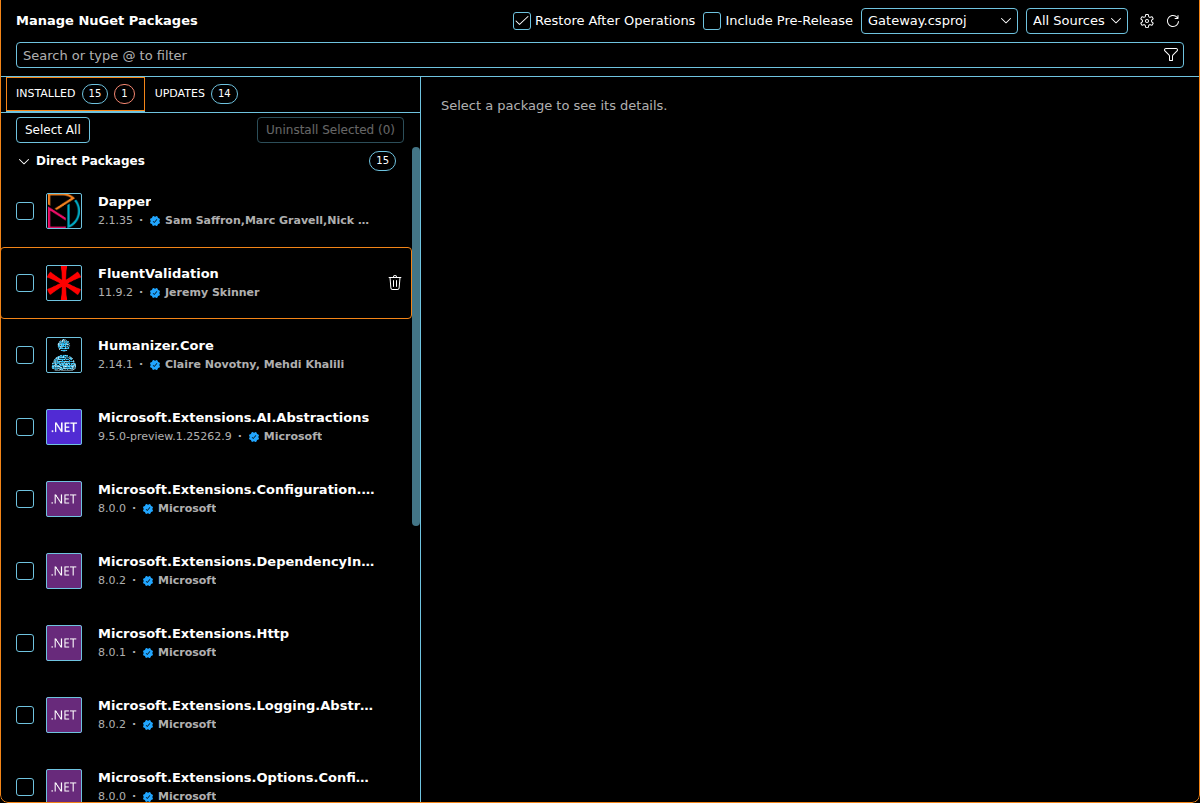 Manage NuGet Packages
Restore After Operations
Include Pre-Release
Gateway.csproj
All Sources
Search or type @ to filter
INSTALLED 15 1 UPDATES 14
Select a package to see its details.
Select All
Uninstall Selected (0)
Direct Packages 15
Dapper
2.1.35 · Sam Saffron,Marc Gravell,Nick ...
FluentValidation
11.9.2 · Jeremy Skinner
Humanizer.Core
2.14.1 · Claire Novotny, Mehdi Khalili
.NET
Microsoft.Extensions.AI.Abstractions
9.5.0-preview.1.25262.9 · Microsoft
.NET
Microsoft.Extensions.Configuration....
8.0.0 · Microsoft
.NET
Microsoft.Extensions.DependencyIn...
8.0.2 · Microsoft
.NET
Microsoft.Extensions.Http
8.0.1 · Microsoft
.NET
Microsoft.Extensions.Logging.Abstr...
8.0.2 · Microsoft
.NET
Microsoft.Extensions.Options.Confi...
8.0.0 · Microsoft